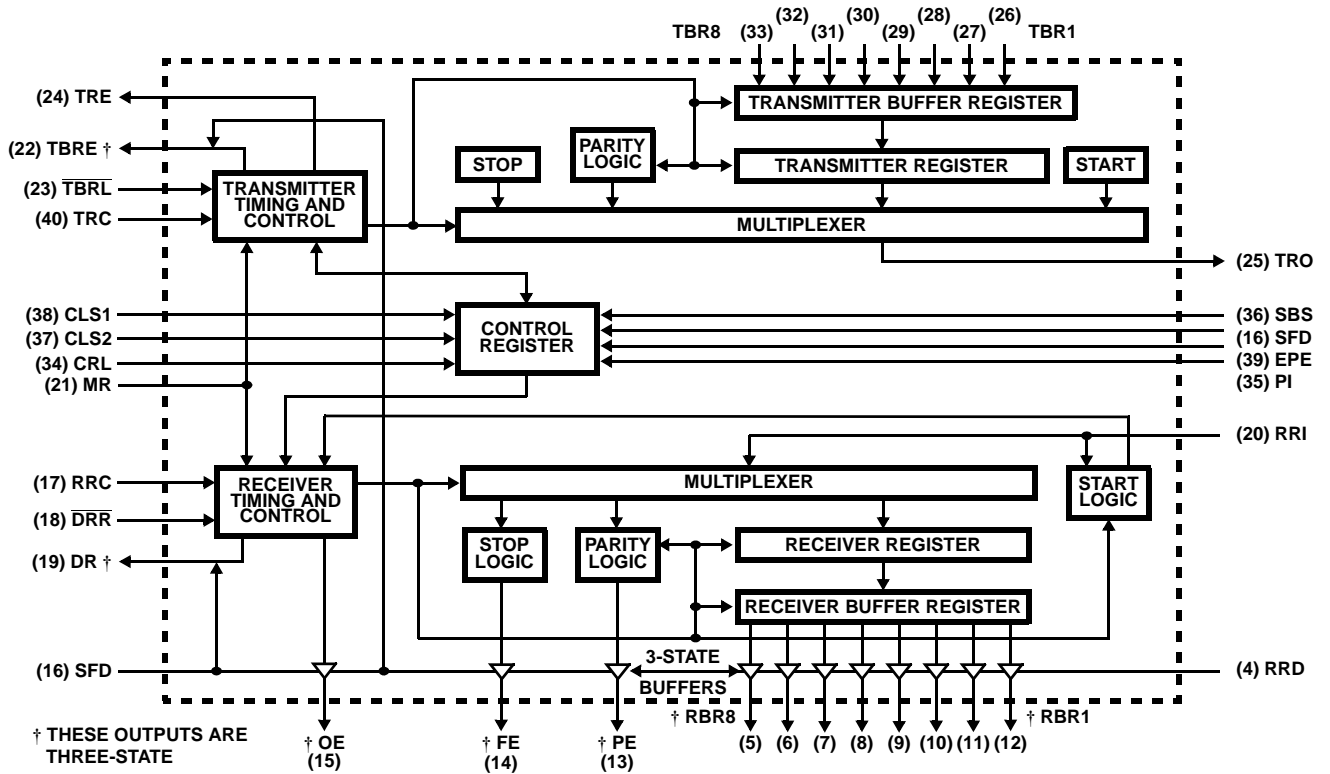 (32) (30) (28) (26)
TBR8 (33) (31) (29) (27) TBR1
(24) TRE
TRANSMITTER BUFFER REGISTER
(22) TBRE †
PARITY
LOGIC
STOP
TRANSMITTER REGISTER
START
(23) TBRL
TRANSMITTER
TIMING AND
CONTROL
(40) TRC
MULTIPLEXER
(25) TRO
(38) CLS1
(37) CLS2
(34) CRL
(21) MR
CONTROL
REGISTER
(36) SBS
(16) SFD
(39) EPE
(35) PI
(20) RRI
(17) RRC
(18) DRR
(19) DR †
RECEIVER
TIMING AND
CONTROL
MULTIPLEXER
START
LOGIC
STOP
LOGIC
PARITY
LOGIC
RECEIVER REGISTER
RECEIVER BUFFER REGISTER
(16) SFD
3-STATE
BUFFERS
(4) RRD
† RBR8
† RBR1
† THESE OUTPUTS ARE
THREE-STATE
† OE
(15)
† FE
(14)
† PE
(13)
(5) (6) (7) (8) (9) (10) (11) (12)